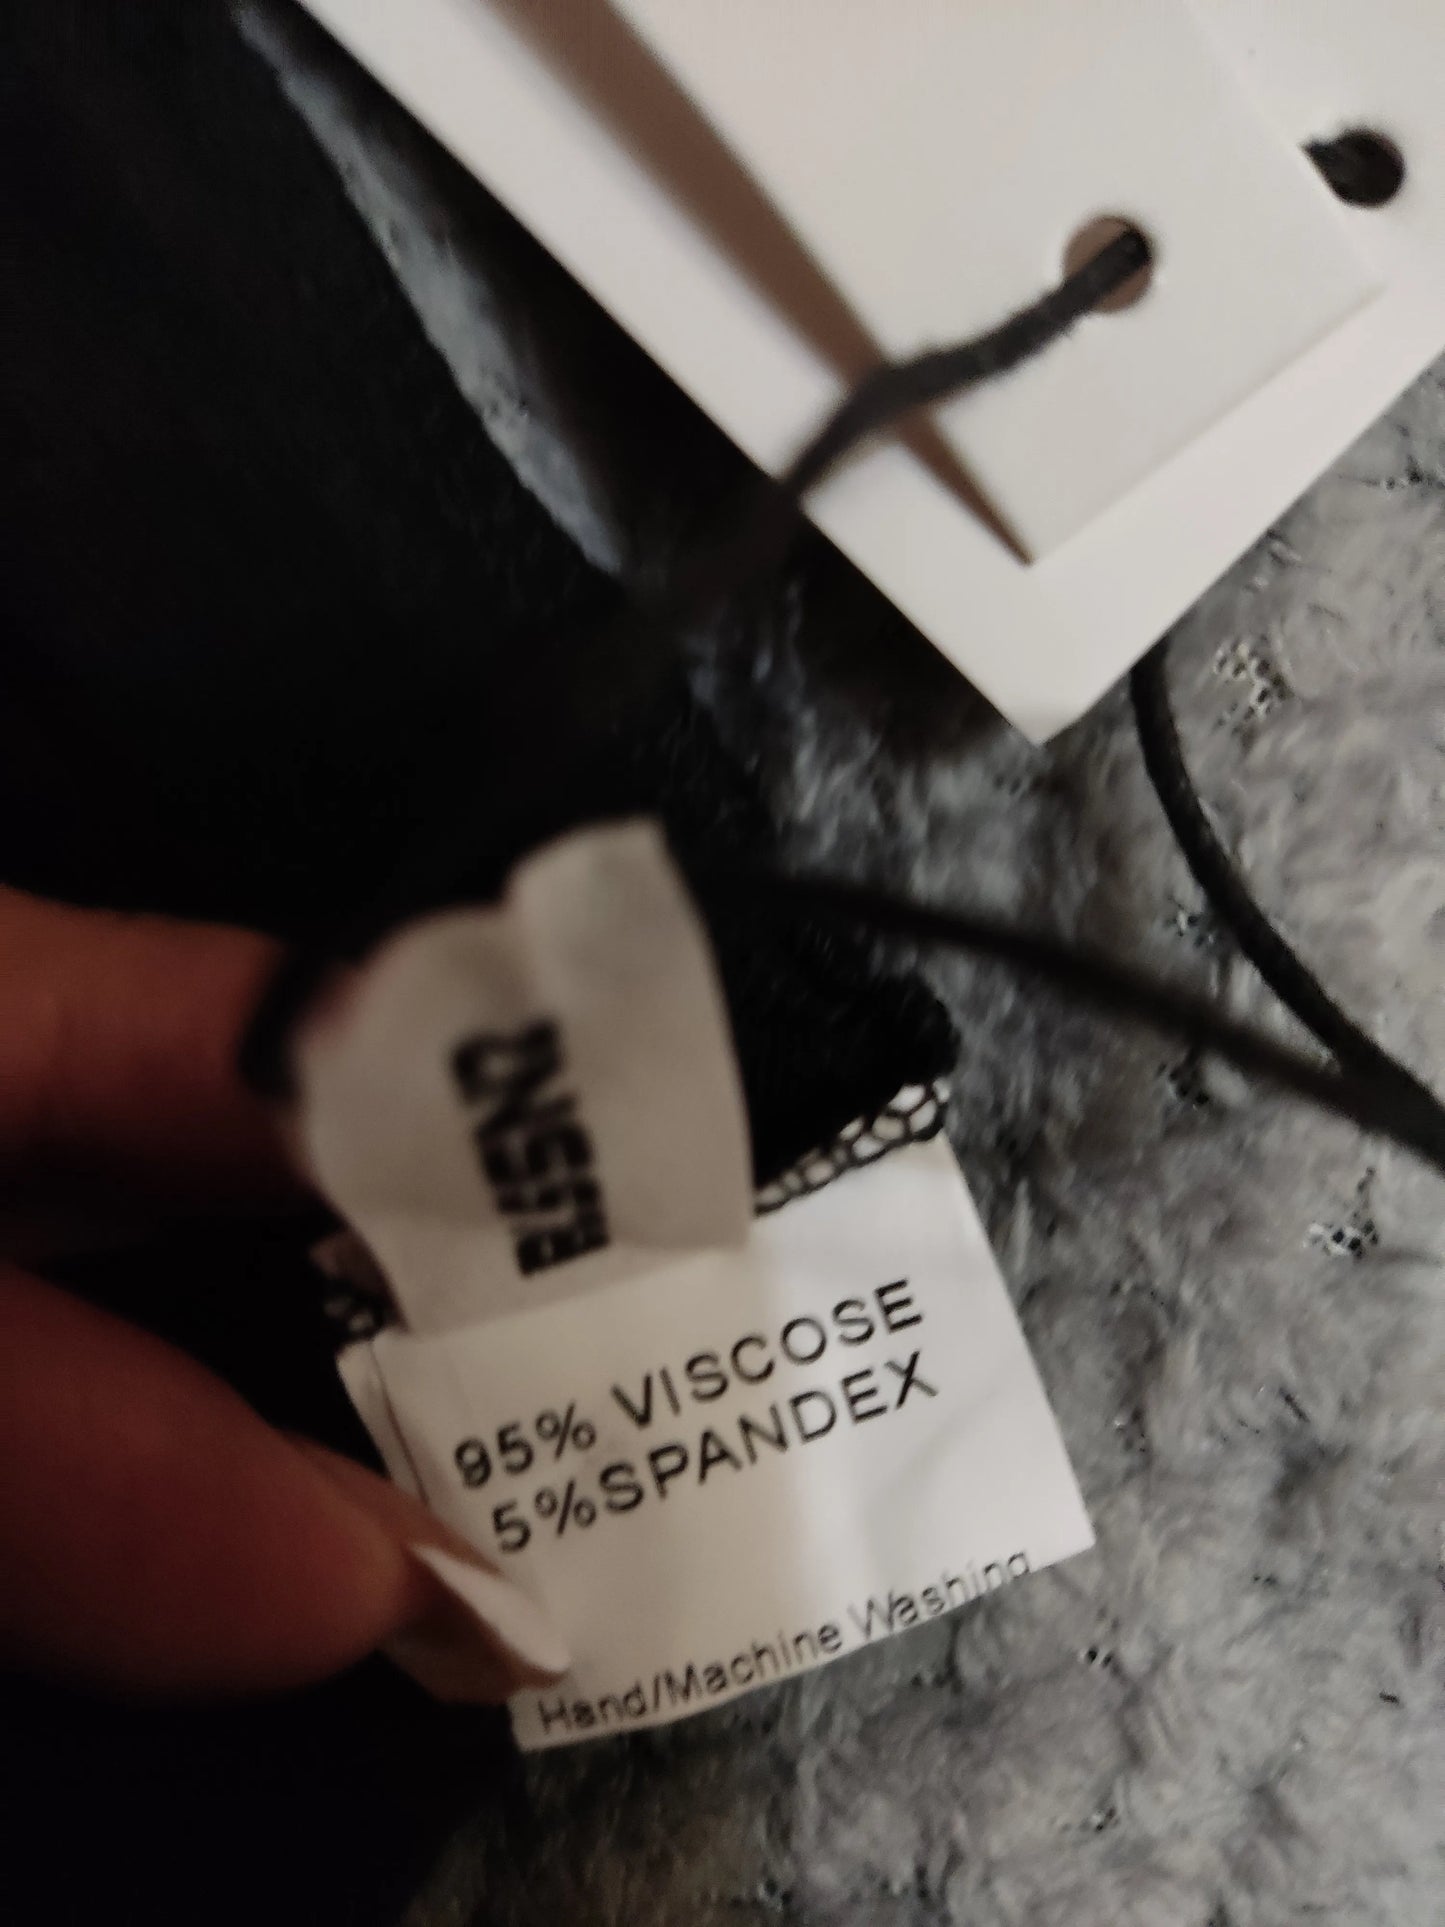 95% VISCOSE
5%SPANDEX
Hand/Machine Washing